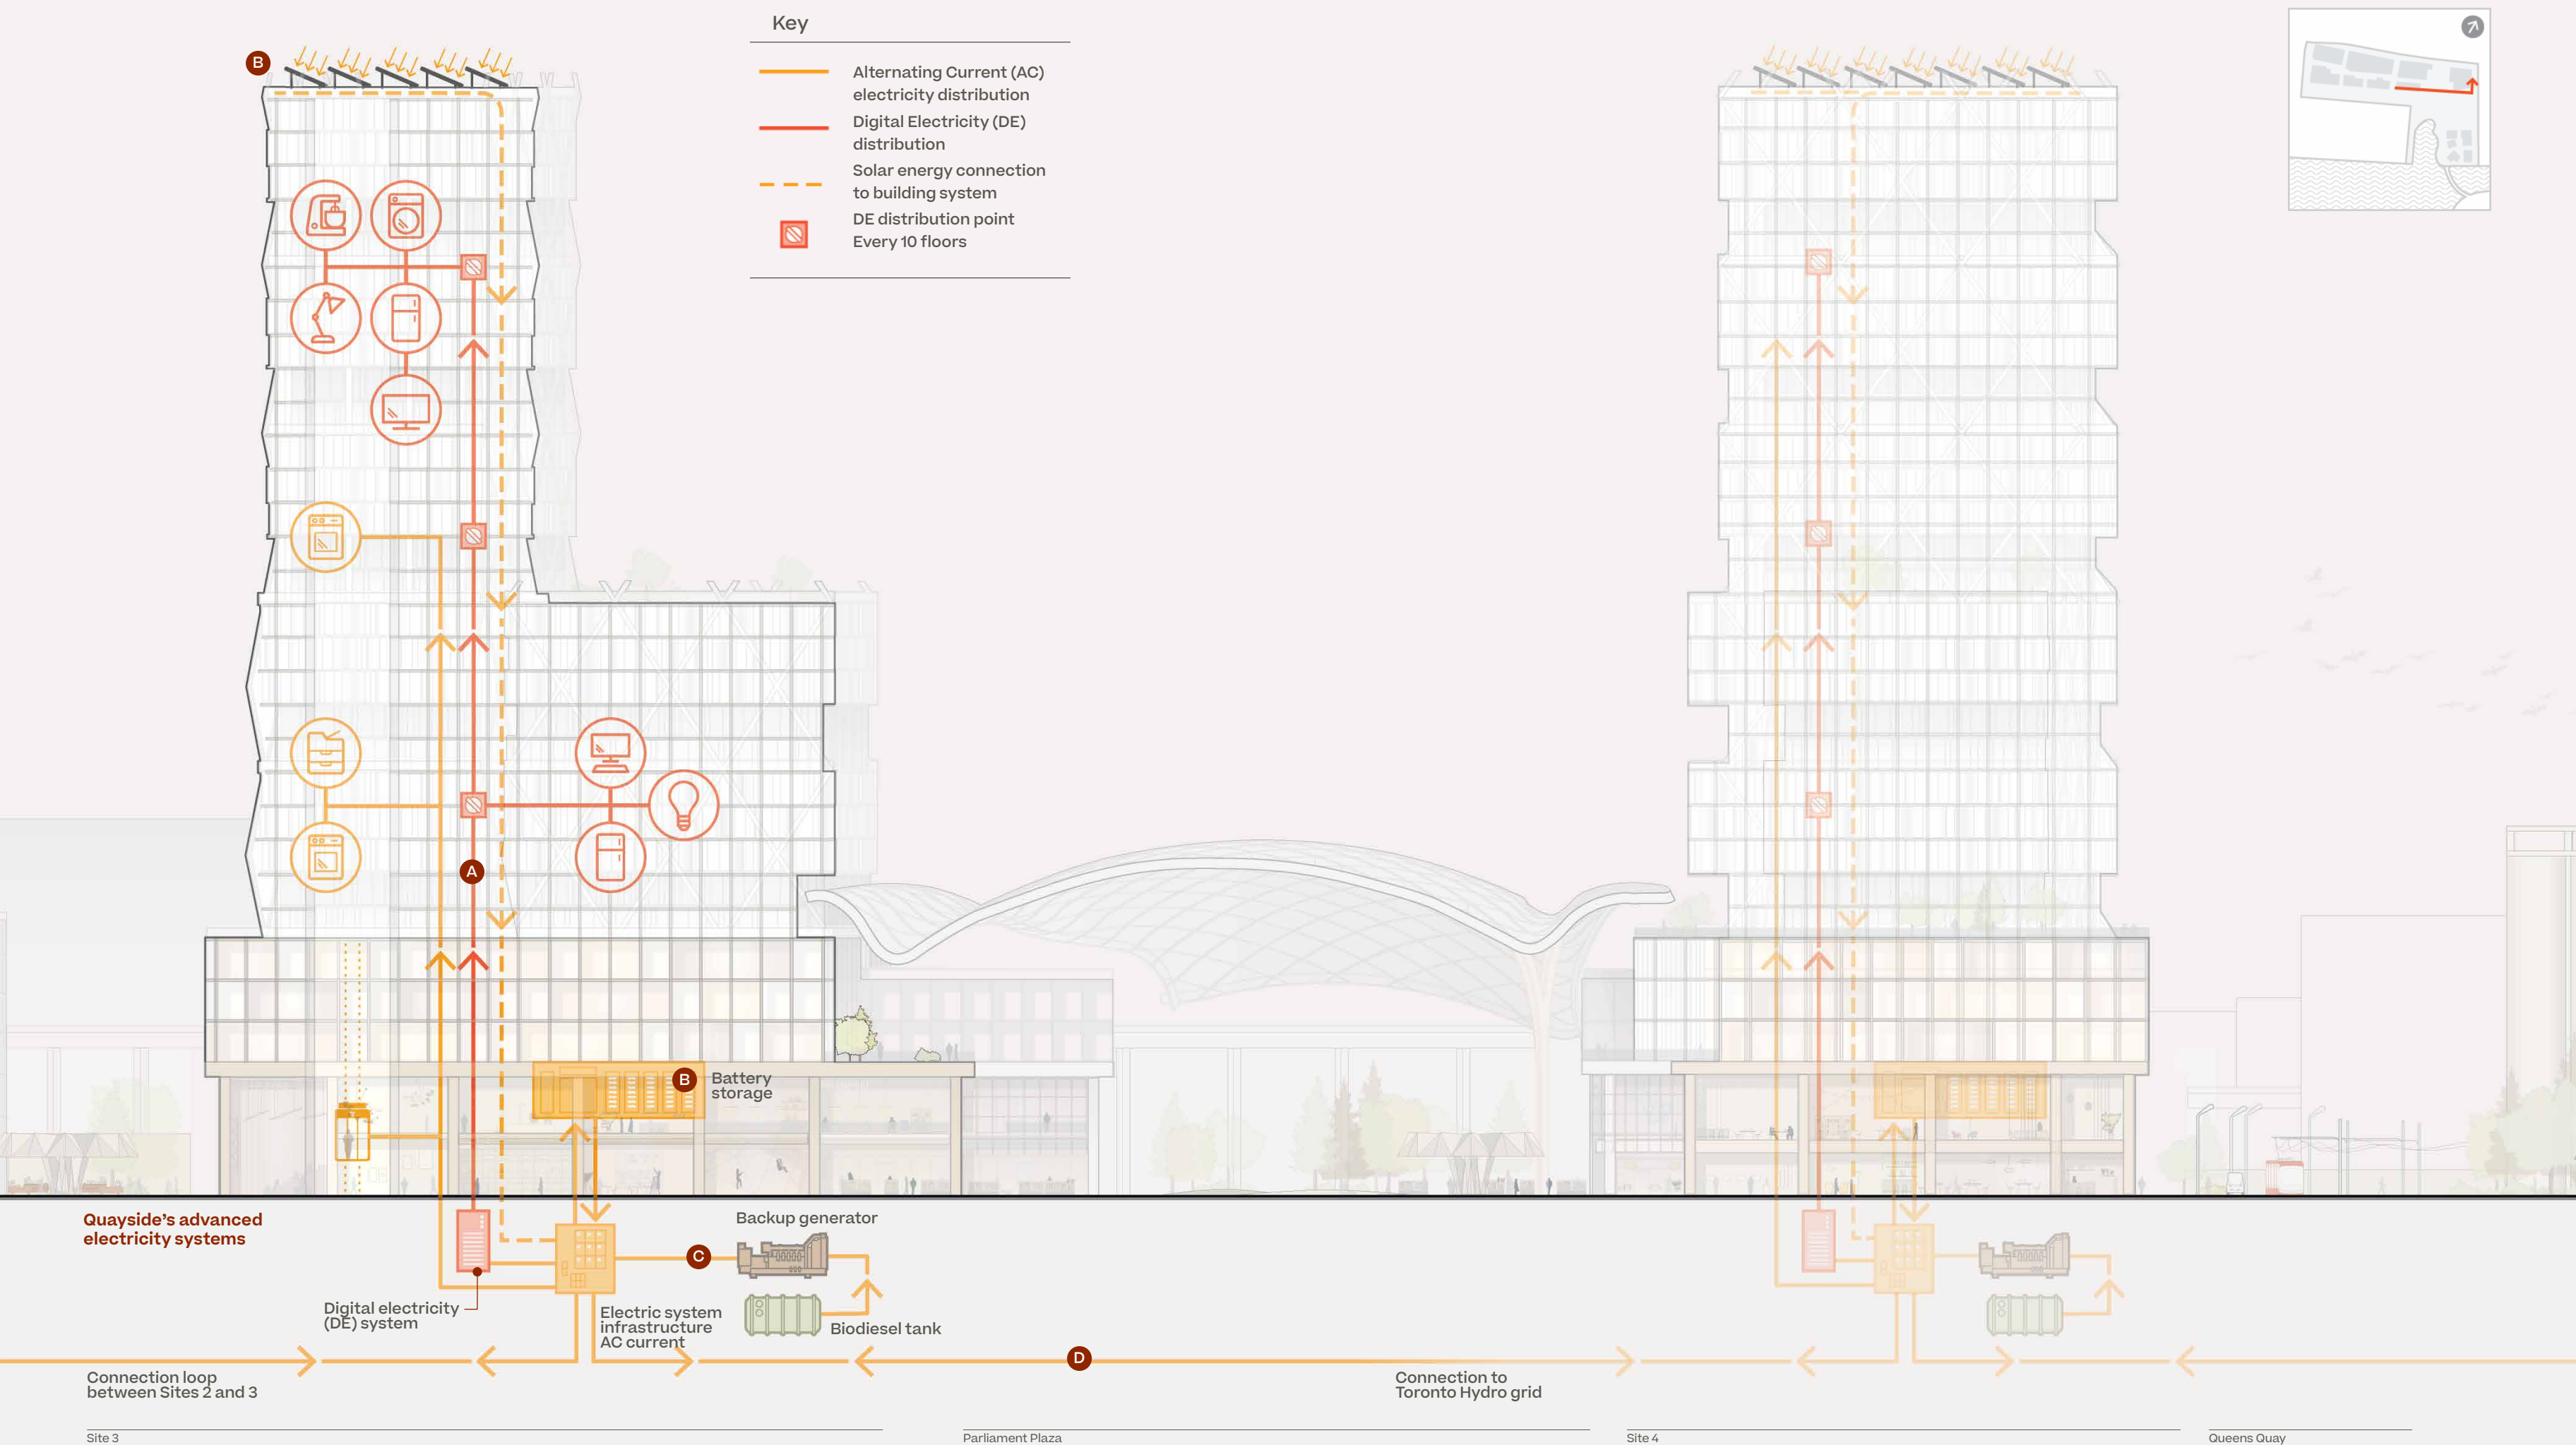 Key
B
Alternating Current (AC)
electricity distribution
Digital Electricity (DE)
distribution
Solar energy connection
to building system
DE distribution point
Every 10 floors
A
B
Battery
storage
Quayside’s advanced
electricity systems
Backup generator
C
Digital electricity
(DE) system
Electric system
infrastructure
AC current
Biodiesel tank
D
Connection loop
between Sites 2 and 3
Connection to
Toronto Hydro grid
Site 3
Parliament Plaza
Site 4
Queens Quay